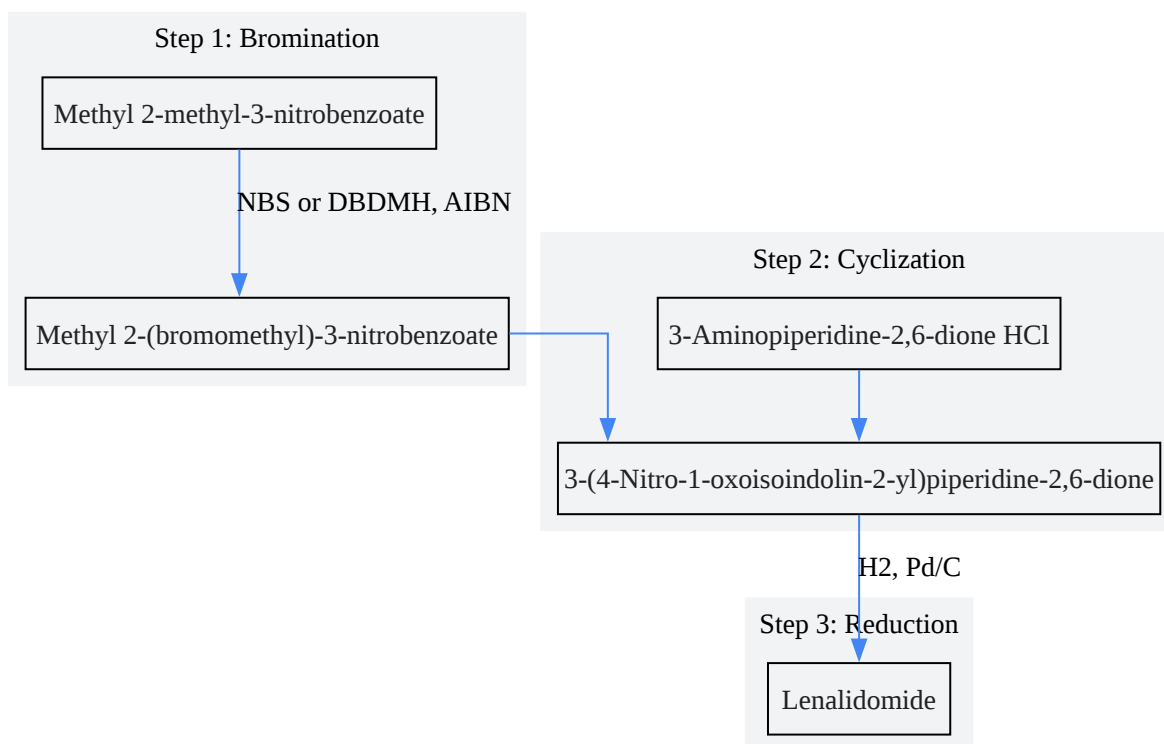 Step 1: Bromination
Methyl 2-methyl-3-nitrobenzoate
NBS or DBDMH, AIBN
Methyl 2-(bromomethyl)-3-nitrobenzoate
Step 2: Cyclization
3-Aminopiperidine-2,6-dione HCl
3-(4-Nitro-1-oxoisoindolin-2-yl)piperidine-2,6-dione
H2, Pd/C
Step 3: Reduction
Lenalidomide